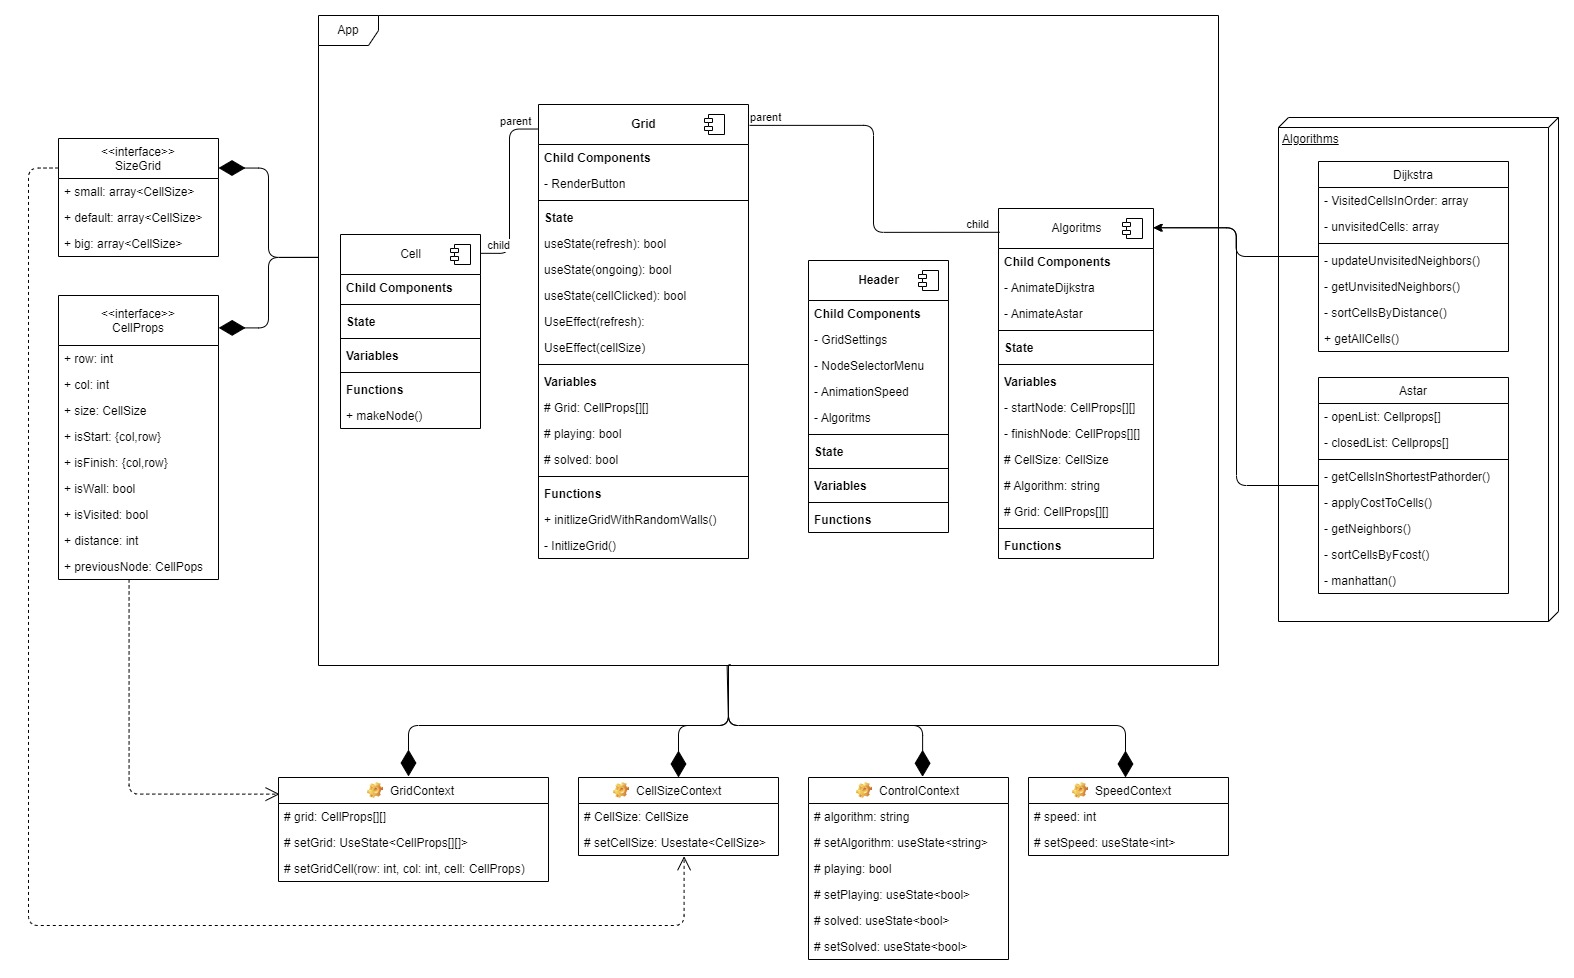 App
<<interface>>
SizeGrid
+ small: array<CellSize>
+ default: array<CellSize>
+ big: array<CellSize>
<<interface>>
CellProps
+ row: int
+ col: int
+ size: CellSize
+ isStart: {col,row}
+ isFinish: {col,row}
+ isWall: bool
+ isVisited: bool
+ distance: int
+ previousNode: CellPops
Cell
Child Components
State
Variables
Functions
+ makeNode()
parent
child
Grid
Child Components
- RenderButton
State
useState(refresh): bool
useState(ongoing): bool
useState(cellClicked): bool
UseEffect(refresh):
UseEffect(cellSize)
Variables
# Grid: CellProps[][]
# playing: bool
# solved: bool
Functions
+ initlizeGridWithRandomWalls()
- InitlizeGrid()
parent
child
Header
Child Components
- GridSettings
- NodeSelectorMenu
- AnimationSpeed
- Algoritms
State
Variables
Functions
Algoritms
Child Components
- AnimateDijkstra
- AnimateAstar
State
Variables
- startNode: CellProps[][]
- finishNode: CellProps[][]
# CellSize: CellSize
# Algorithm: string
# Grid: CellProps[][]
Functions
Algorithms
Dijkstra
- VisitedCellsInOrder: array
- unvisitedCells: array
- updateUnvisitedNeighbors()
- getUnvisitedNeighbors()
- sortCellsByDistance()
+ getAllCells()
Astar
- openList: Cellprops[]
- closedList: Cellprops[]
- getCellsInShortestPathorder()
- applyCostToCells()
- getNeighbors()
- sortCellsByFcost()
- manhattan()
GridContext
# grid: CellProps[][]
# setGrid: UseState<CellProps[][]>
# setGridCell(row: int, col: int, cell: CellProps)
CellSizeContext
# CellSize: CellSize
# setCellSize: Usestate<CellSize>
ControlContext
# algorithm: string
# setAlgorithm: useState<string>
# playing: bool
# setPlaying: useState<bool>
# solved: useState<bool>
# setSolved: useState<bool>
SpeedContext
# speed: int
# setSpeed: useState<int>